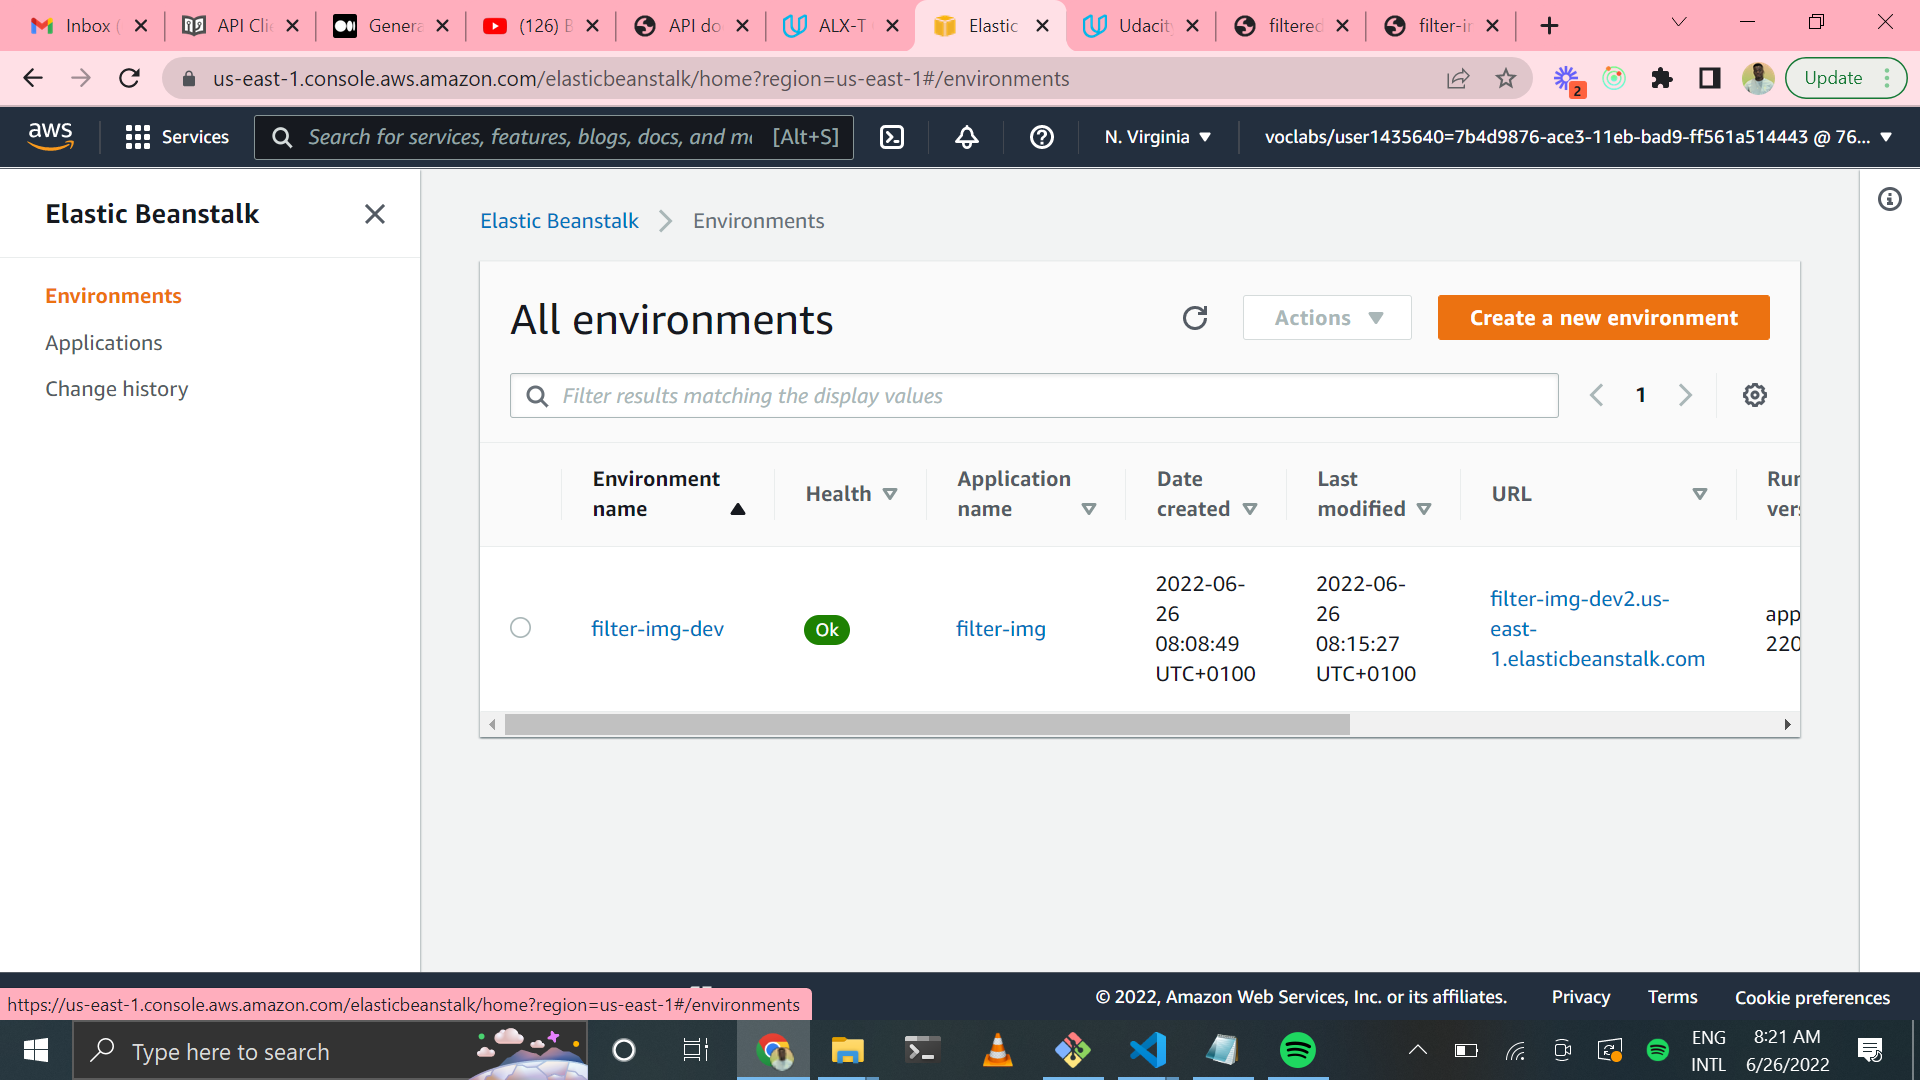 Inbox (
API Clie
Genera
(126) B
API do
ALX-T
Elastic
Udacity
filtered
filter-ir
us-east-1.console.aws.amazon.com/elasticbeanstalk/home?region=us-east-1#/environments
2
Update
aws
Services
Search for services, features, blogs, docs, and mo [Alt+S]
N. Virginia
voclabs/user1435640=7b4d9876-ace3-11eb-bad9-ff561a514443 @ 76...
Elastic Beanstalk
Environments
Applications
Change history
Elastic Beanstalk > Environments
All environments
Actions
Create a new environment
Filter results matching the display values
1
Environment name
Health
Application name
Date created
Last modified
URL
Run
vers
filter-img-dev
Ok
filter-img
2022-06-
26
08:08:49
UTC+0100
2022-06-
26
08:15:27
UTC+0100
filter-img-dev2.us-
east-
1.elasticbeanstalk.com
app
220
© 2022, Amazon Web Services, Inc. or its affiliates.
Privacy
Terms
Cookie preferences
https://us-east-1.console.aws.amazon.com/elasticbeanstalk/home?region=us-east-1#/environments
Type here to search
ENG
INTL
8:21 AM
6/26/2022